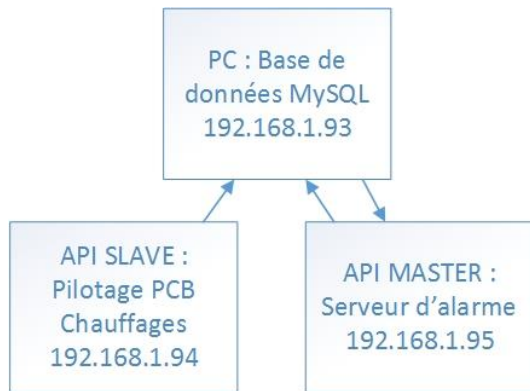 PC : Base de
données MySQL
192.168.1.93
API SLAVE :
Pilotage PCB
Chauffages
192.168.1.94
API MASTER :
Serveur d’alarme
192.168.1.95